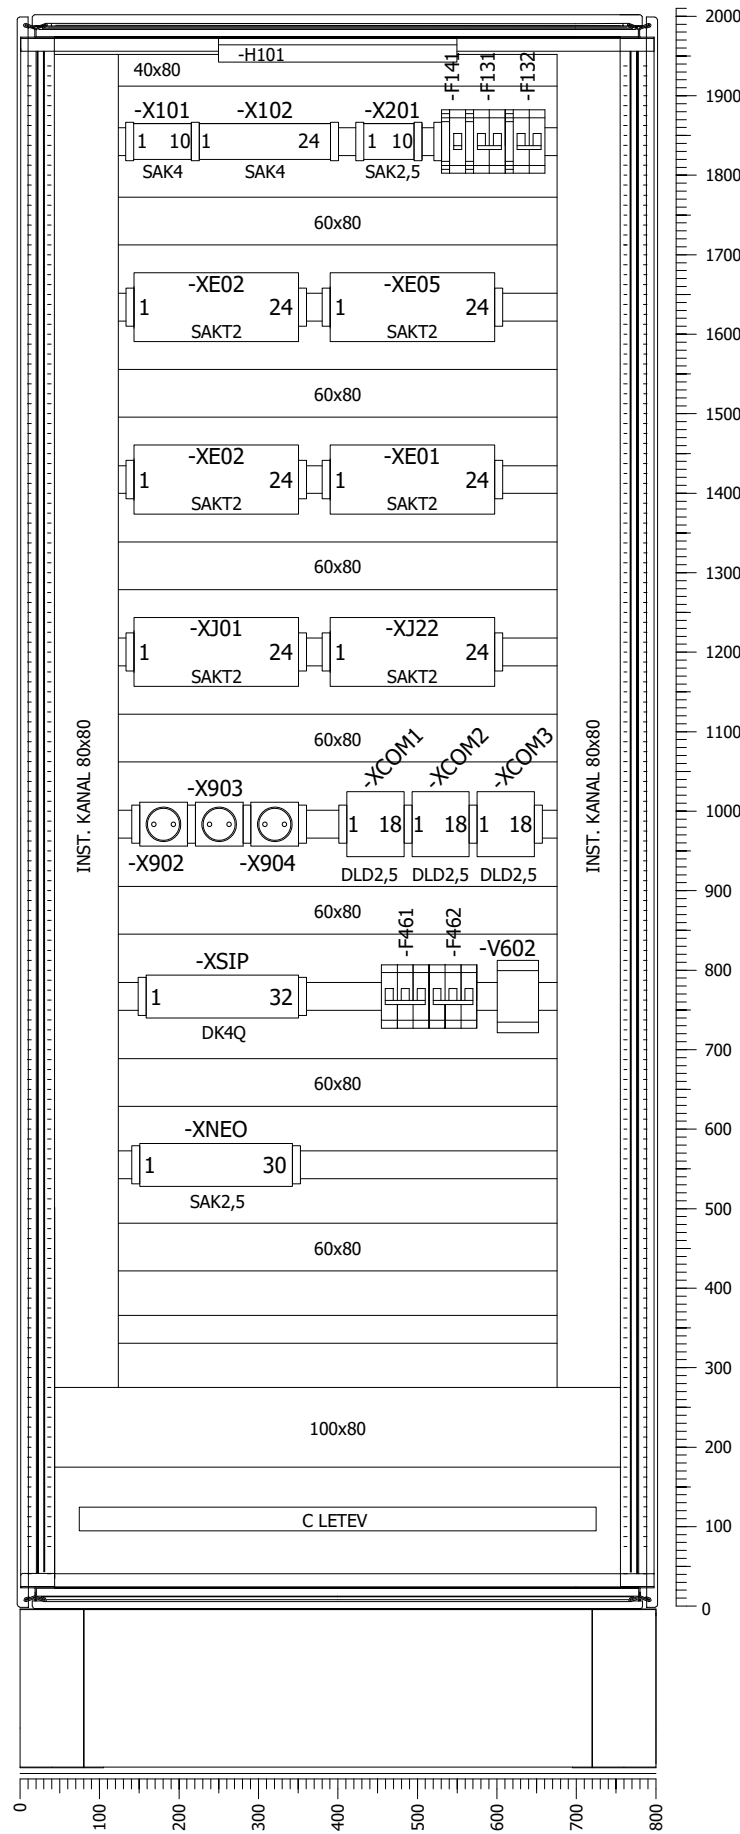 2000
-H101
40x80
-F141
-F131
-F132
1900
-X101
-X102
-X201
1 10
1 24
1 10
SAK4
SAK4
SAK2,5
1800
60x80
1700
-XE02
-XE05
1 24
1 24
SAKT2
SAKT2
1600
60x80
1500
-XE02
-XE01
1 24
1 24
SAKT2
SAKT2
1400
60x80
1300
-XJ01
-XJ22
1 24
1 24
SAKT2
SAKT2
1200
60x80
1100
INST. KANAL 80x80
INST. KANAL 80x80
-X903
-XCOM1
-XCOM2
-XCOM3
1000
1 18
1 18
1 18
-X902
-X904
DLD2,5
DLD2,5
DLD2,5
900
60x80
-F461
-F462
-V602
-XSIP
800
1 32
DK4Q
700
60x80
600
-XNEO
1 30
SAK2,5
500
60x80
400
300
100x80
200
C LETEV
100
0
0
100
200
300
400
500
600
700
800